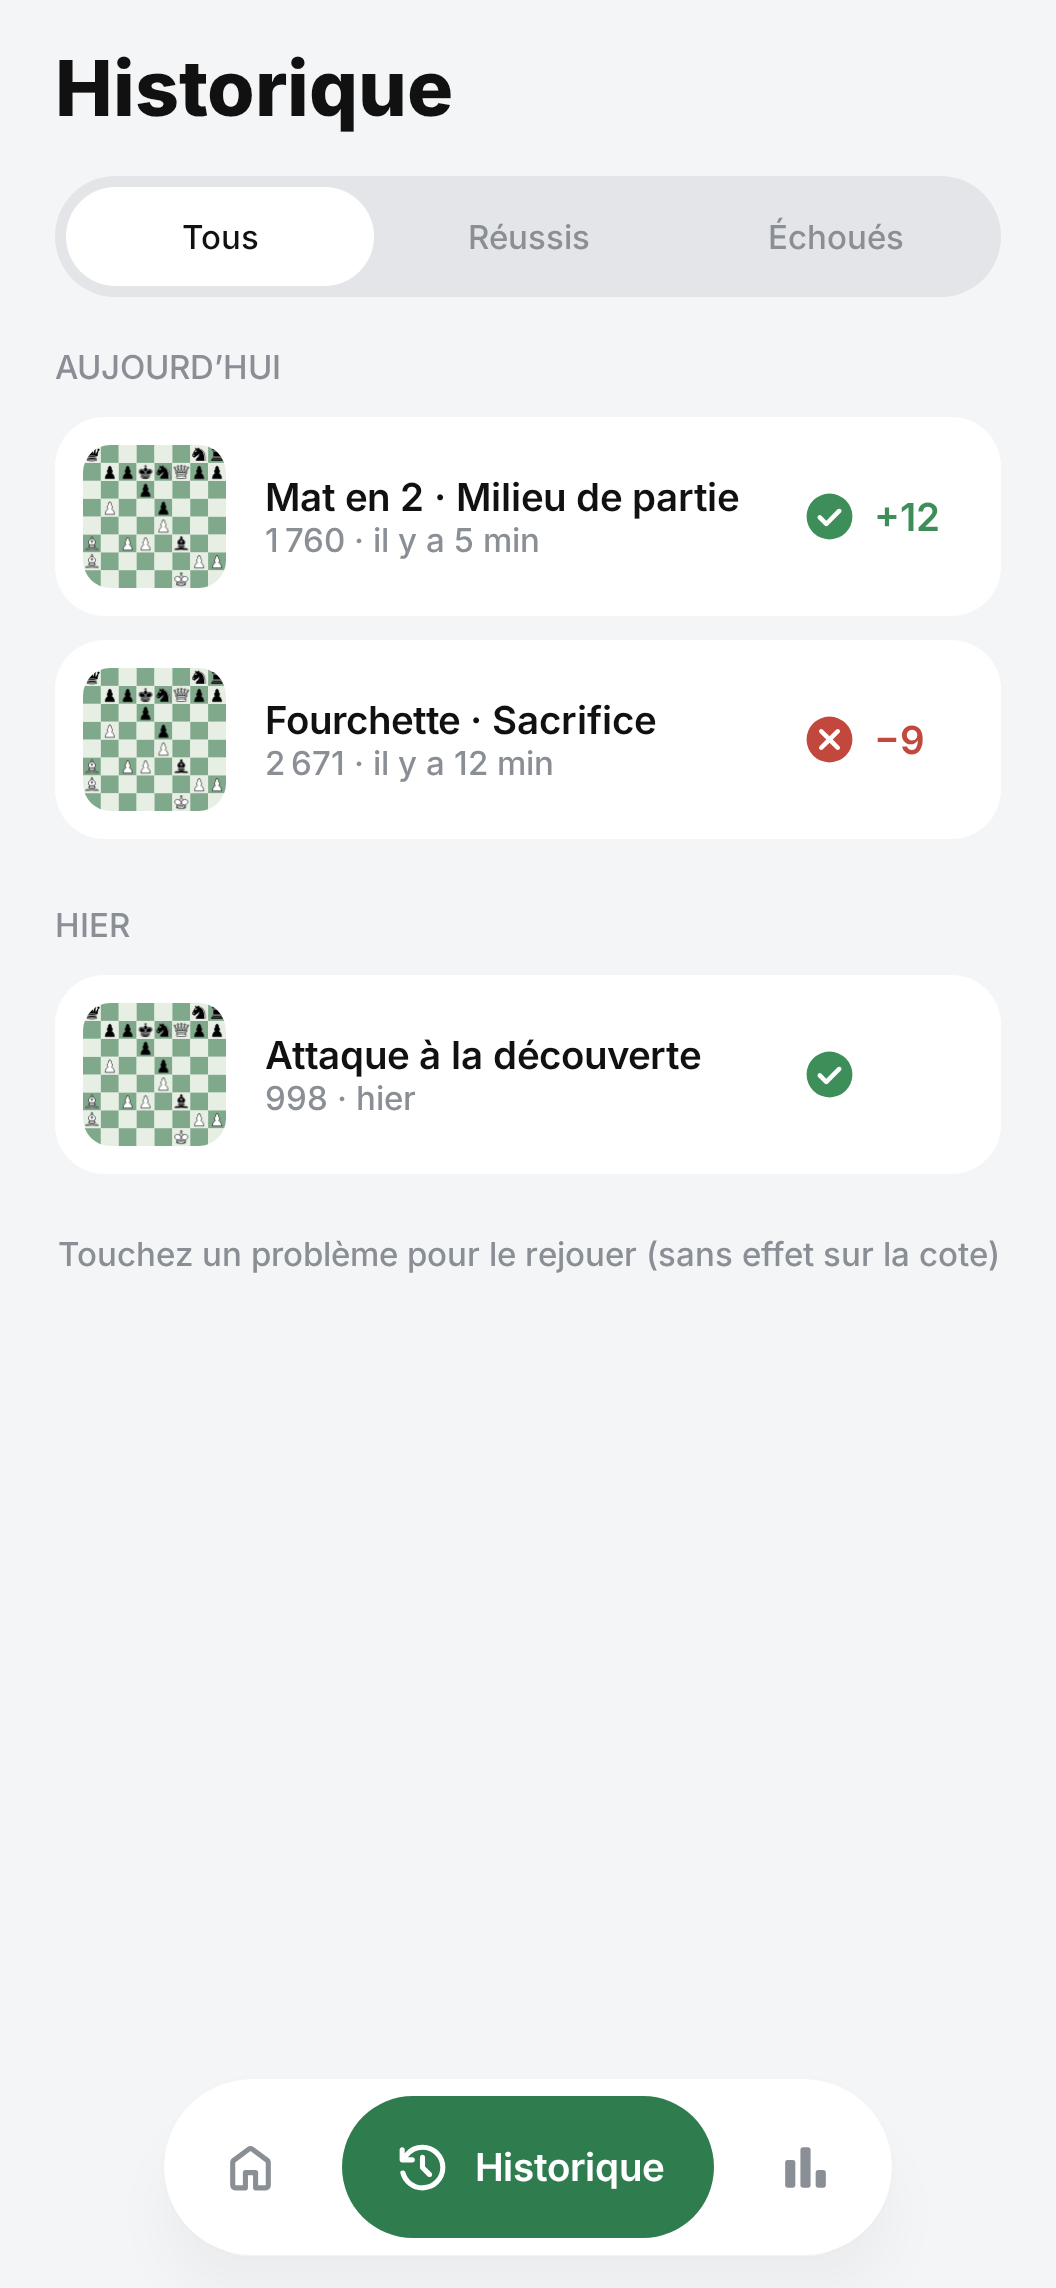 Historique
Tous
Réussis
Échoués
AUJOURD’HUI
Mat en 2 · Milieu de partie
1 760 · il y a 5 min
+12
Fourchette · Sacrifice
2 671 · il y a 12 min
−9
HIER
Attaque à la découverte
998 · hier
Touchez un problème pour le rejouer (sans effet sur la cote)
Historique